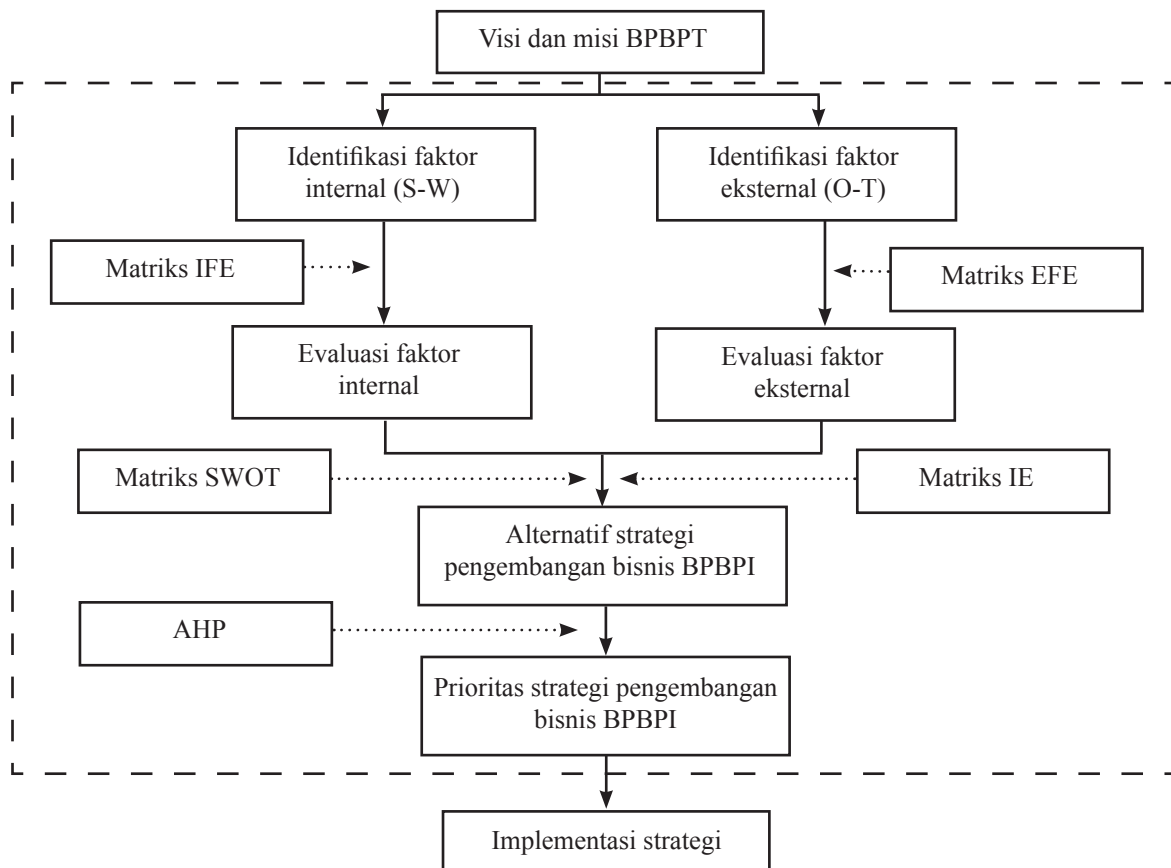 Visi dan misi BPBPT
Identifikasi faktor
internal (S-W)
Identifikasi faktor
eksternal (O-T)
Matriks IFE
Matriks EFE
Evaluasi faktor
internal
Evaluasi faktor
eksternal
Matriks SWOT
Matriks IE
Alternatif strategi
pengembangan bisnis BPBPI
AHP
Prioritas strategi pengembangan
bisnis BPBPI
Implementasi strategi